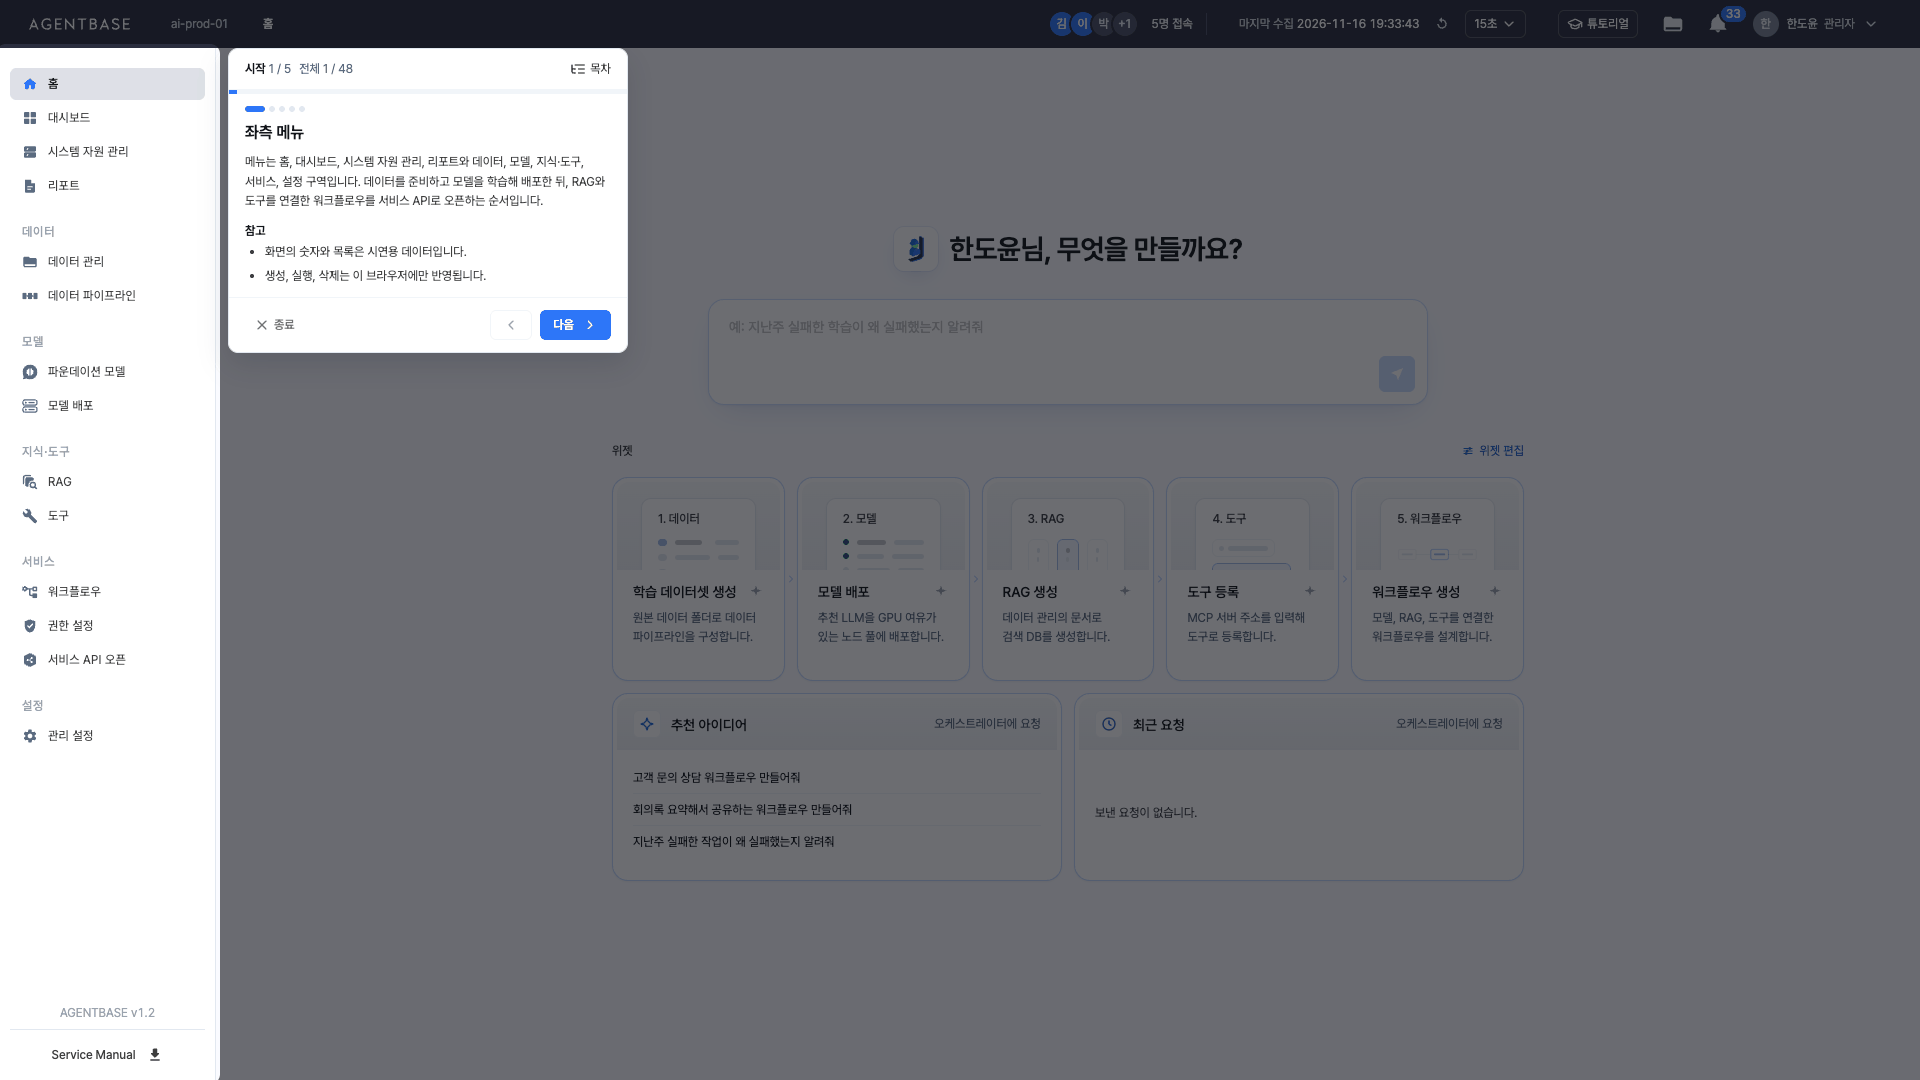 AGENTBASE
ai-prod-01
홈
김 이 박 +1 5명 접속
마지막 수집 2026-11-16 19:33:43
15초
튜토리얼
33
한 한도윤 관리자
홈
대시보드
시스템 자원 관리
리포트
데이터
데이터 관리
데이터 파이프라인
모델
파운데이션 모델
모델 배포
지식·도구
RAG
도구
서비스
워크플로우
권한 설정
서비스 API 오픈
설정
관리 설정
AGENTBASE v1.2
Service Manual
시작 1 / 5 전체 1 / 48
목차
좌측 메뉴
메뉴는 홈, 대시보드, 시스템 자원 관리, 리포트와 데이터, 모델, 지식·도구,
서비스, 설정 구역입니다. 데이터를 준비하고 모델을 학습해 배포한 뒤, RAG와
도구를 연결한 워크플로우를 서비스 API로 오픈하는 순서입니다.
참고
• 화면의 숫자와 목록은 시연용 데이터입니다.
• 생성, 실행, 삭제는 이 브라우저에만 반영됩니다.
종료
다음
한도윤님, 무엇을 만들까요?
예: 지난주 실패한 학습이 왜 실패했는지 알려줘
위젯
위젯 편집
1. 데이터
학습 데이터셋 생성
원본 데이터 폴더로 데이터
파이프라인을 구성합니다.
2. 모델
모델 배포
추천 LLM을 GPU 여유가
있는 노드 풀에 배포합니다.
3. RAG
RAG 생성
데이터 관리의 문서로
검색 DB를 생성합니다.
4. 도구
도구 등록
MCP 서버 주소를 입력해
도구로 등록합니다.
5. 워크플로우
워크플로우 생성
모델, RAG, 도구를 연결한
워크플로우를 설계합니다.
추천 아이디어
오케스트레이터에 요청
고객 문의 상담 워크플로우 만들어줘
회의록 요약해서 공유하는 워크플로우 만들어줘
지난주 실패한 작업이 왜 실패했는지 알려줘
최근 요청
오케스트레이터에 요청
보낸 요청이 없습니다.